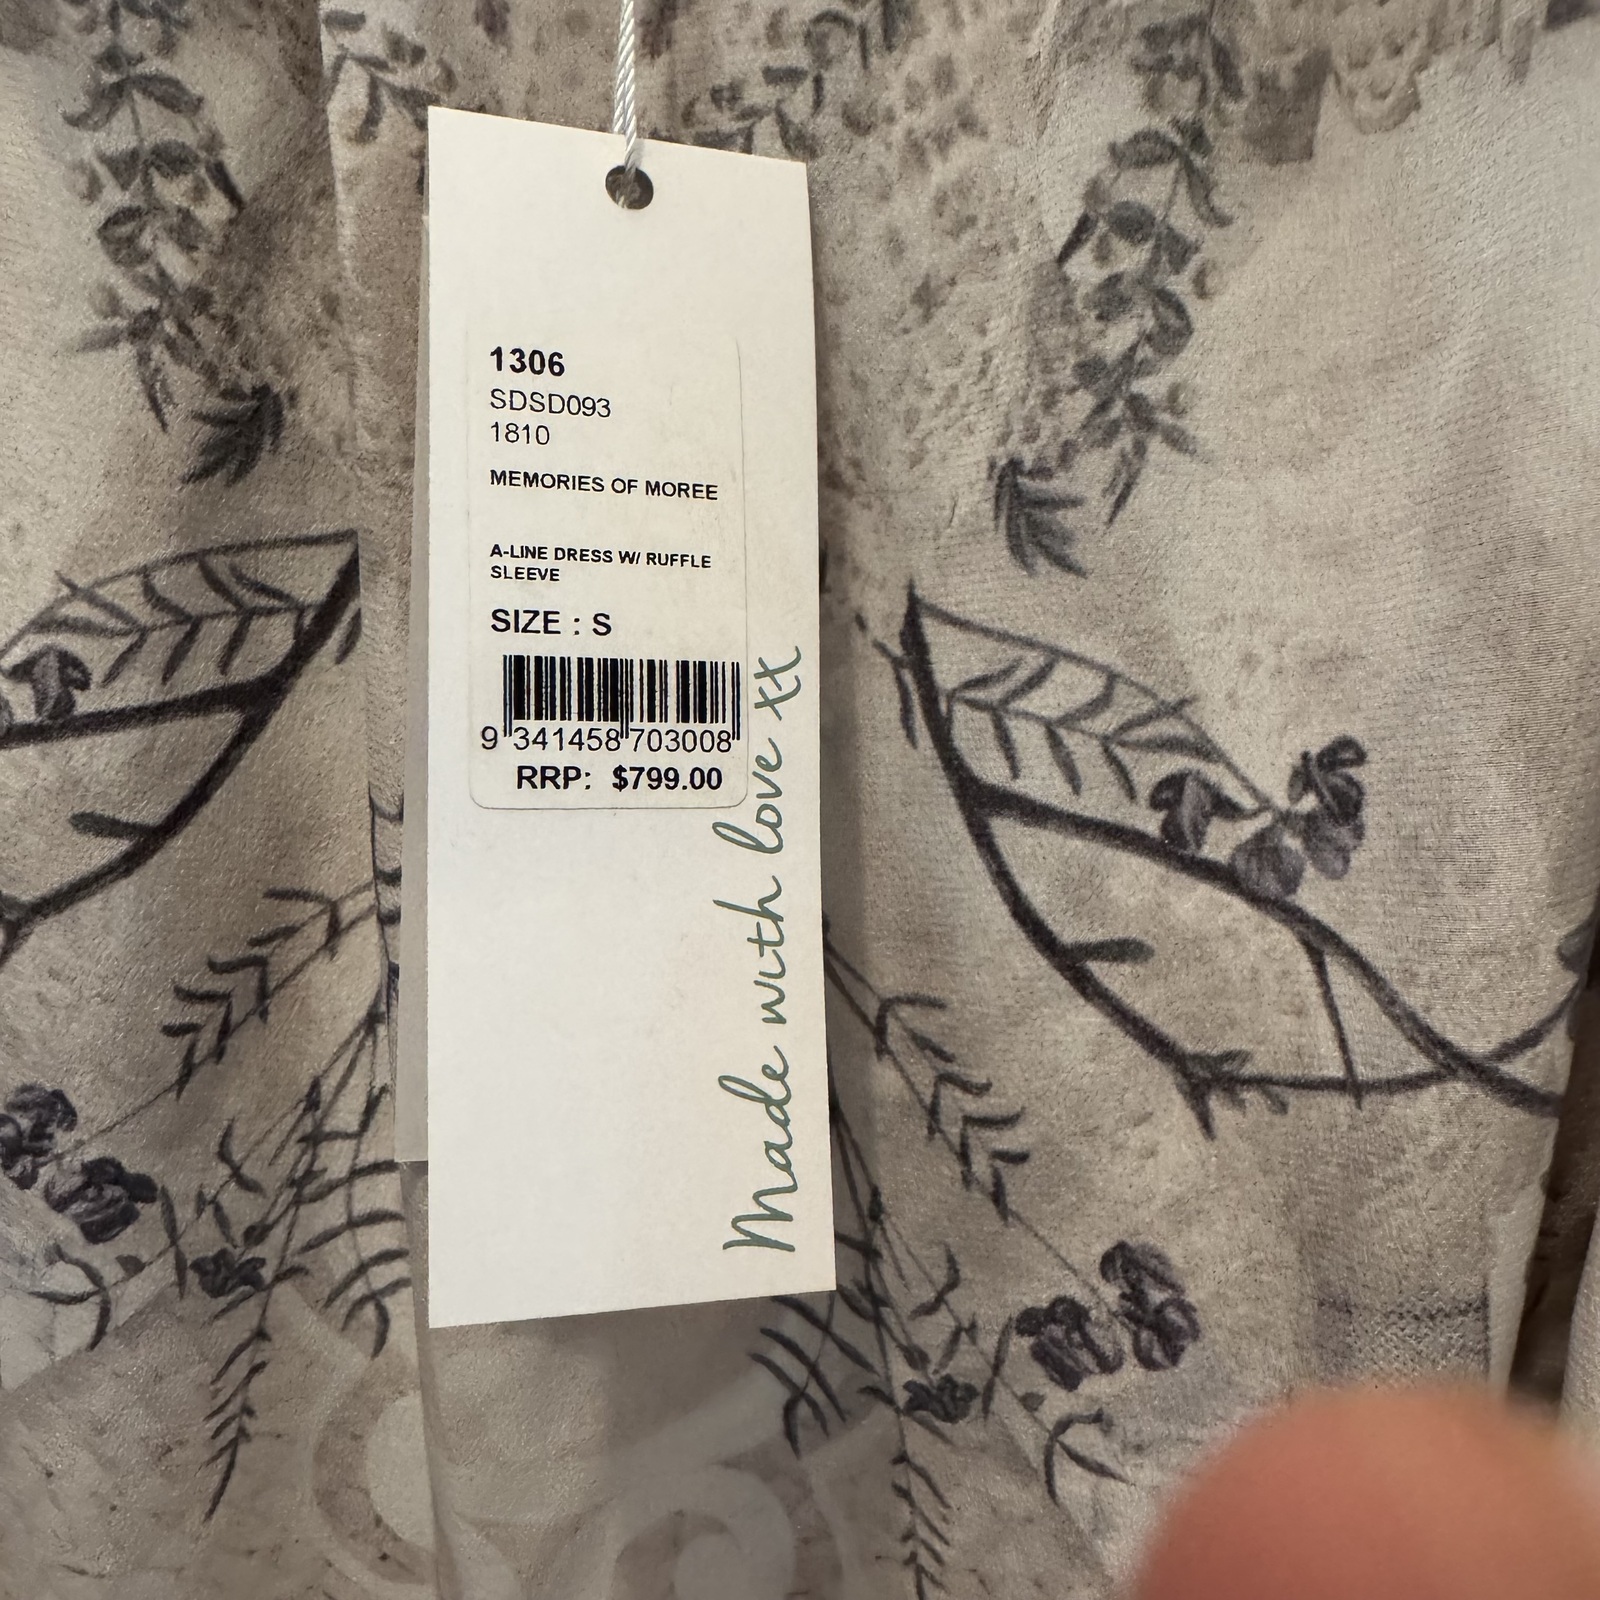 1306
SDSD093
1810
MEMORIES OF MOREE
A-LINE DRESS W/ RUFFLE
SLEEVE
SIZE : S
9 341458 703008
RRP: $799.00
Made with love xx